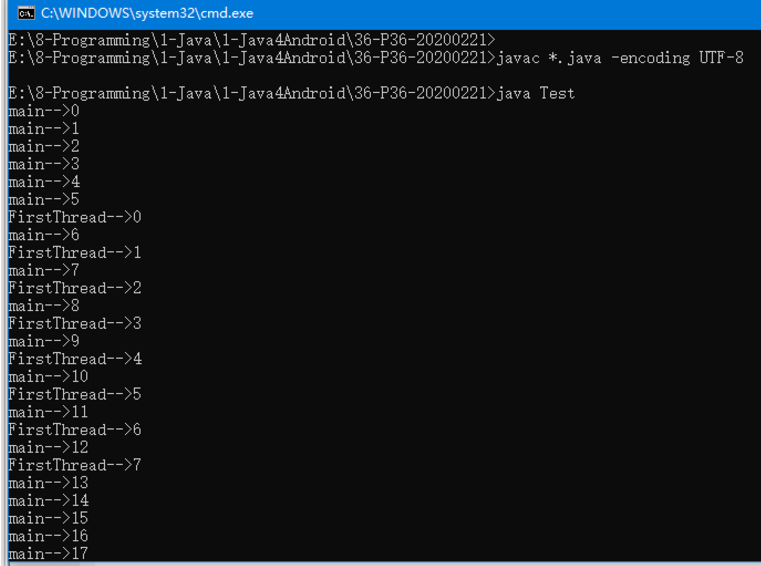 C:\WINDOWS\system32\cmd.exe
E:\8-Programming\1-Java\1-Java4Android\36-P36-20200221>
E:\8-Programming\1-Java\1-Java4Android\36-P36-20200221>javac *.java -encoding UTF-8
E:\8-Programming\1-Java\1-Java4Android\36-P36-20200221>java Test
main-->0
main-->1
main-->2
main-->3
main-->4
main-->5
FirstThread-->0
main-->6
FirstThread-->1
main-->7
FirstThread-->2
main-->8
FirstThread-->3
main-->9
FirstThread-->4
main-->10
FirstThread-->5
main-->11
FirstThread-->6
main-->12
FirstThread-->7
main-->13
main-->14
main-->15
main-->16
main-->17